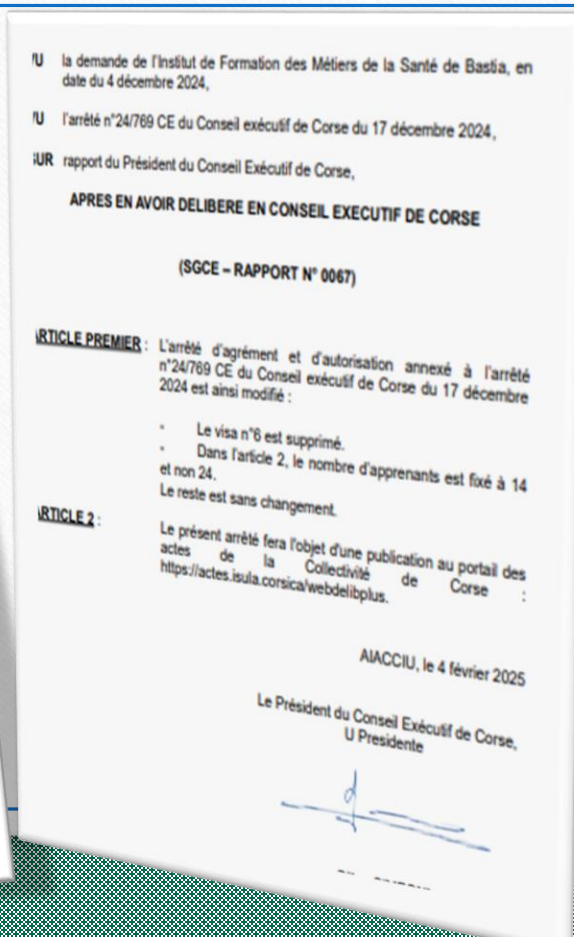 VU la demande de l'Institut de Formation des Métiers de la Santé de Bastia, en
date du 4 décembre 2024,
VU l'arrêté n°24/769 CE du Conseil exécutif de Corse du 17 décembre 2024,
SUR rapport du Président du Conseil Exécutif de Corse,
APRES EN AVOIR DELIBERE EN CONSEIL EXECUTIF DE CORSE
(SGCE – RAPPORT N° 0067)
ARTICLE PREMIER : L'arrêté d'agrément et d'autorisation annexé à l'arrêté
n°24/769 CE du Conseil exécutif de Corse du 17 décembre
2024 est ainsi modifié :
- Le visa n°6 est supprimé.
- Dans l'article 2, le nombre d'apprenants est fixé à 14
et non 24.
Le reste est sans changement.
ARTICLE 2 : Le présent arrêté fera l'objet d'une publication au portail des
actes de la Collectivité de Corse :
https://actes.isula.corsica/webdelibplus.
AIACCIU, le 4 février 2025
Le Président du Conseil Exécutif de Corse,
U Presidente